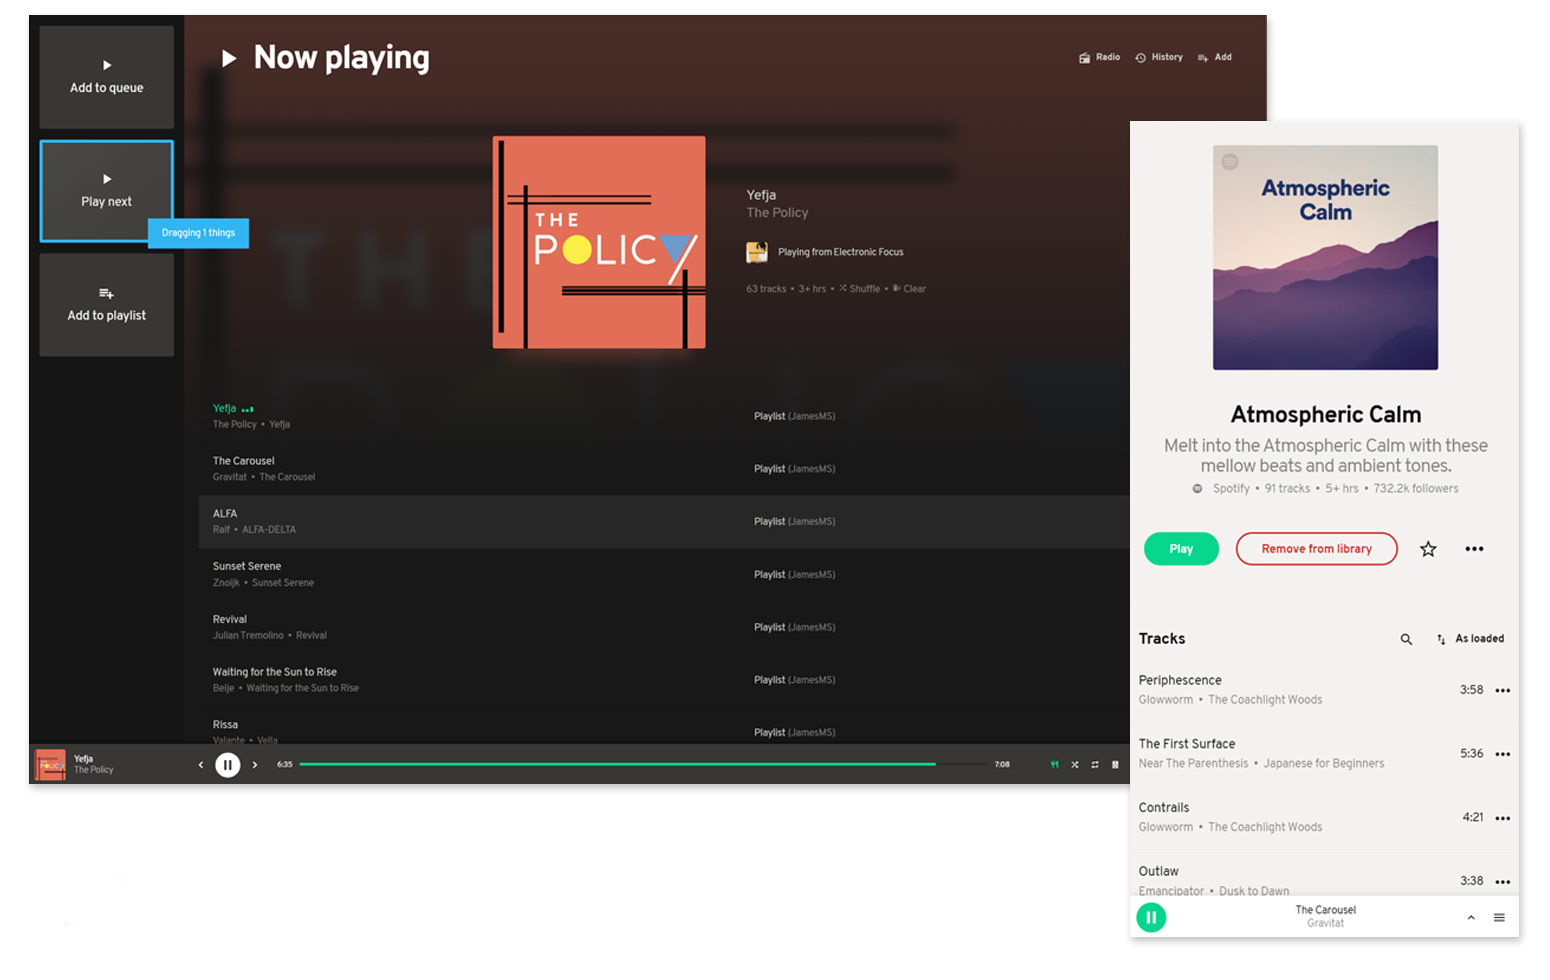 Add to queue
Play next
Dragging 1 things
Add to playlist
Now playing
Radio
History
Add
THE
POLICY
Yefja
The Policy
Playing from Electronic Focus
63 tracks • 3+ hrs • Shuffle • Clear
Yefja
The Policy • Yefja
Playlist (JamesMS)
The Carousel
Gravitat • The Carousel
Playlist (JamesMS)
ALFA
Ralf • ALFA-DELTA
Playlist (JamesMS)
Sunset Serene
Znoijk • Sunset Serene
Playlist (JamesMS)
Revival
Julian Tremolino • Revival
Playlist (JamesMS)
Waiting for the Sun to Rise
Beije • Waiting for the Sun to Rise
Playlist (JamesMS)
Rissa
Valante • Vella
Playlist (JamesMS)
Yefja
The Policy
6:35
7:08
Atmospheric
Calm
Atmospheric Calm
Melt into the Atmospheric Calm with these
mellow beats and ambient tones.
Spotify • 91 tracks • 5+ hrs • 732.2k followers
Play
Remove from library
Tracks
As loaded
Periphescence
Glowworm • The Coachlight Woods
3:58
The First Surface
Near The Parenthesis • Japanese for Beginners
5:36
Contrails
Glowworm • The Coachlight Woods
4:21
Outlaw
Emancipator • Dusk to Dawn
3:38
The Carousel
Gravitat